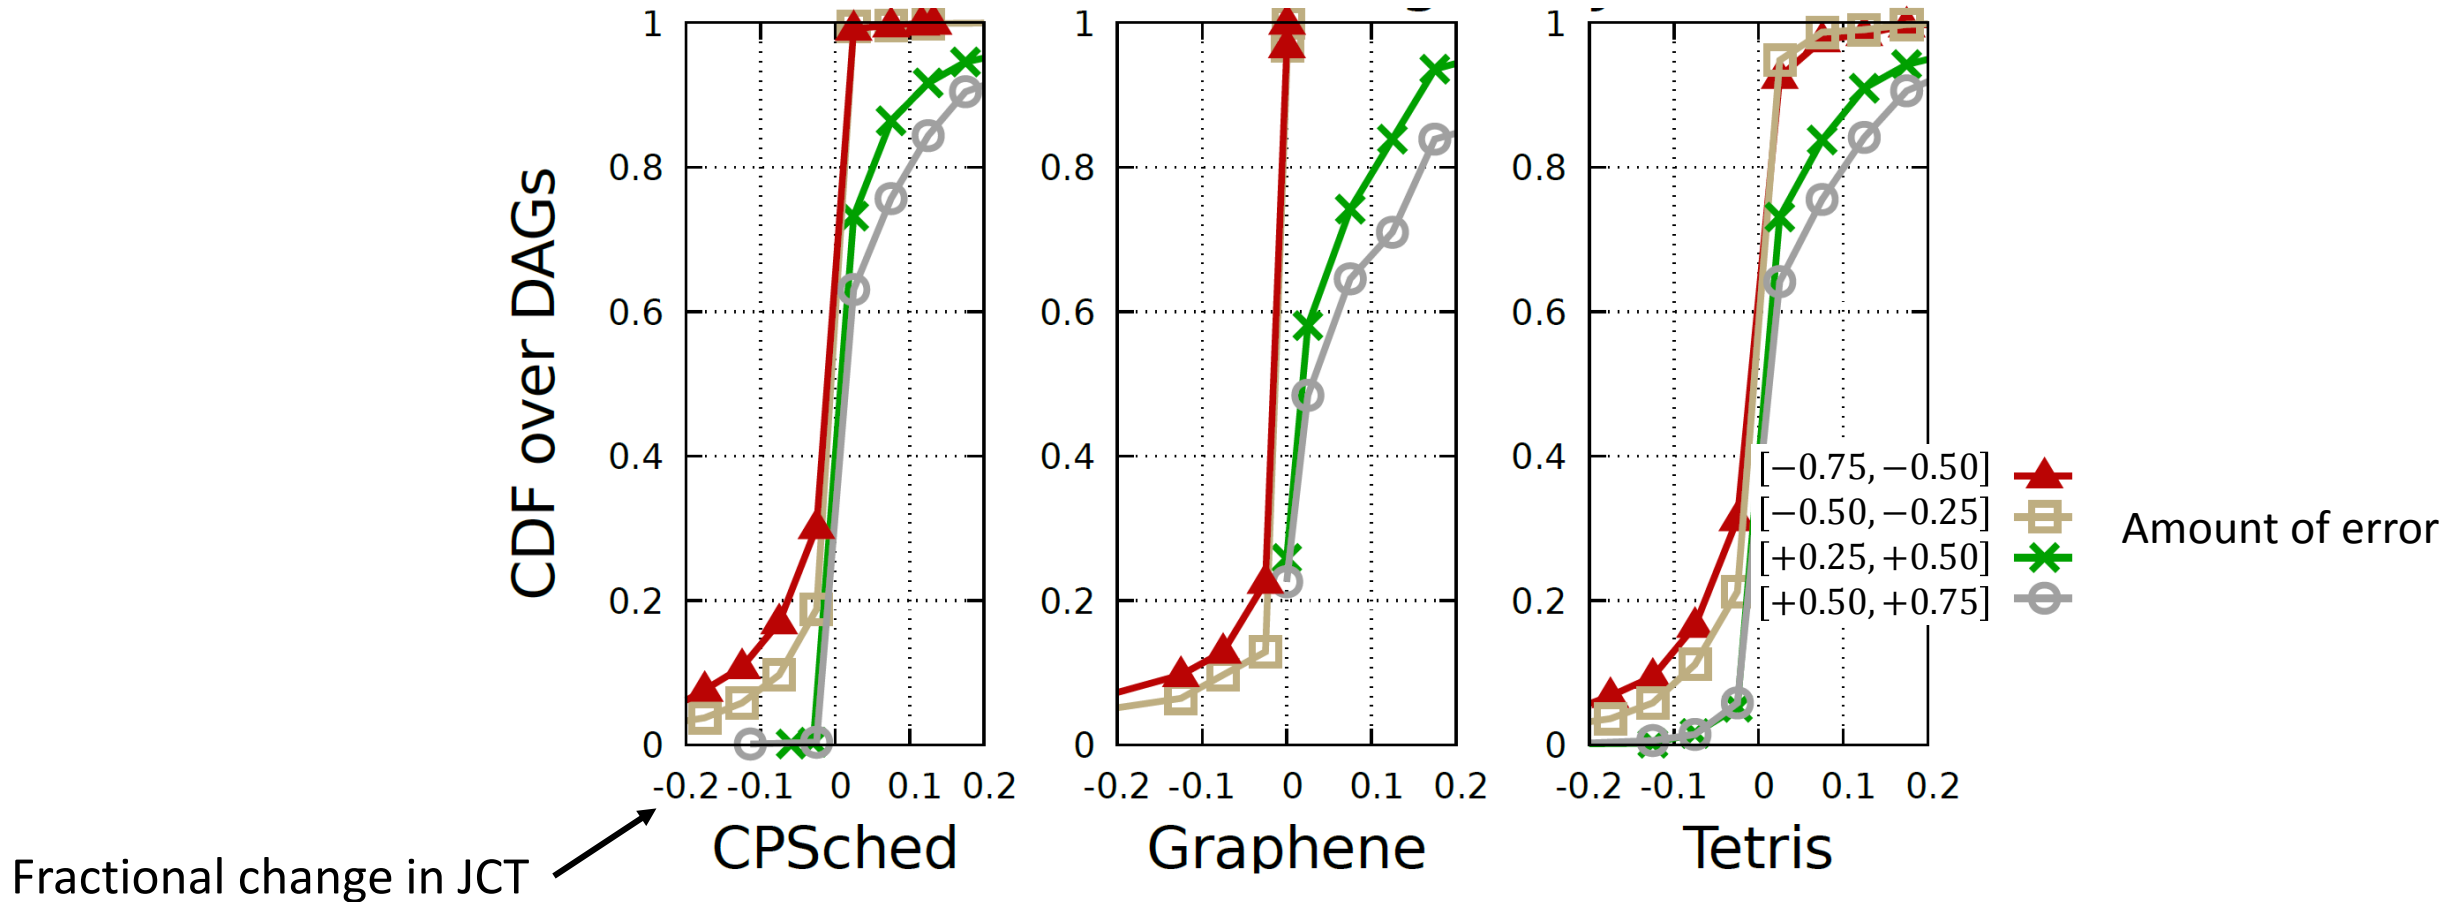 CDF over DAGs
1
0.8
0.6
0.4
0.2
0
-0.2 -0.1 0 0.1 0.2
CPSched
1
0.8
0.6
0.4
0.2
0
-0.2 -0.1 0 0.1 0.2
Graphene
1
0.8
0.6
0.4
0.2
0
-0.2 -0.1 0 0.1 0.2
Tetris
[−0.75, −0.50]
[−0.50, −0.25]
[+0.25, +0.50]
[+0.50, +0.75]
Amount of error
Fractional change in JCT